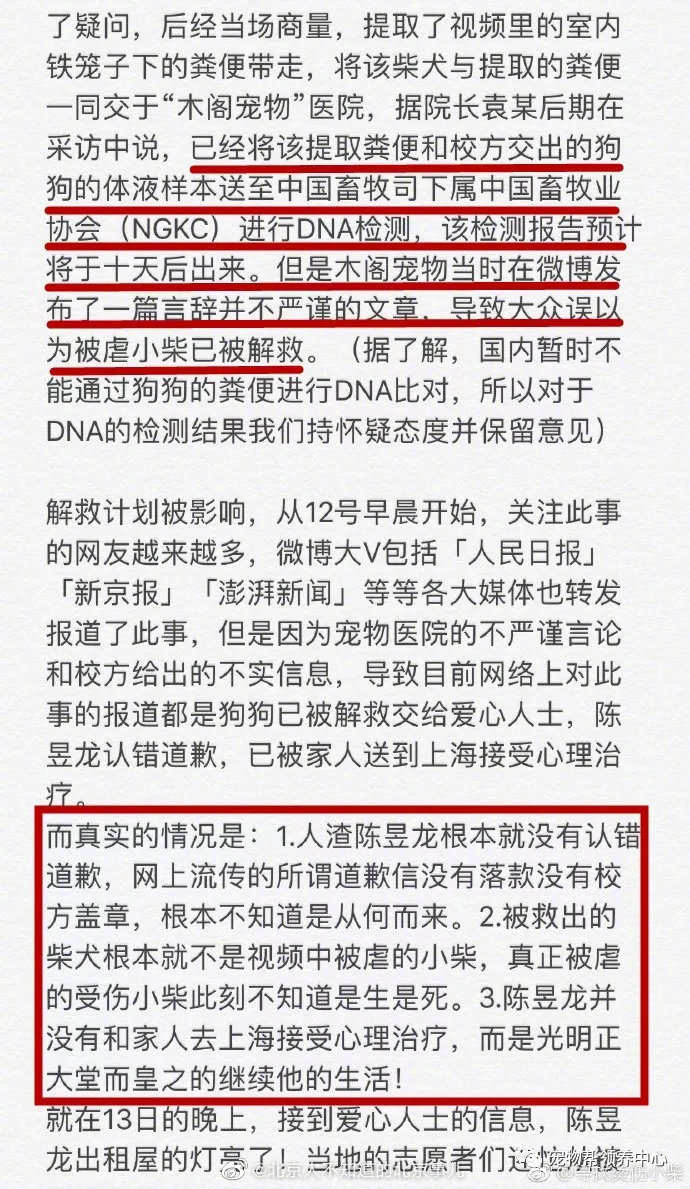 了疑问，后经当场商量，提取了视频里的室内
铁笼子下的粪便带走，将该柴犬与提取的粪便
一同交于“木阁宠物”医院，据院长袁某后期在
采访中说，已经将该提取粪便和校方交出的狗
狗的体液样本送至中国畜牧司下属中国畜牧业
协会（NGKC）进行DNA检测，该检测报告预计
将于十天后出来。但是木阁宠物当时在微博发
布了一篇言辞并不严谨的文章，导致大众误以
为被虐小柴已被解救。（据了解，国内暂时不
能通过狗狗的粪便进行DNA比对，所以对于
DNA的检测结果我们持怀疑态度并保留意见）
解救计划被影响，从12号早晨开始，关注此事
的网友越来越多，微博大V包括「人民日报」
「新京报」「澎湃新闻」等等各大媒体也转发
报道了此事，但是因为宠物医院的不严谨言论
和校方给出的不实信息，导致目前网络上对此
事的报道都是狗狗已被解救交给爱心人士，陈
昱龙认错道歉，已被家人送到上海接受心理治
疗。
而真实的情况是：1.人渣陈昱龙根本就没有认错
道歉，网上流传的所谓道歉信没有落款没有校
方盖章，根本不知道是从何而来。2.被救出的
柴犬根本就不是视频中被虐的小柴，真正被虐
的受伤小柴此刻不知道是生是死。3.陈昱龙并
没有和家人去上海接受心理治疗，而是光明正
大堂而皇之的继续他的生活！
就在13日的晚上，接到爱心人士的信息，陈昱
龙出租屋的灯亮了！当地的志愿者们
宠物帮领养中心
@北京人不知道的北京事儿